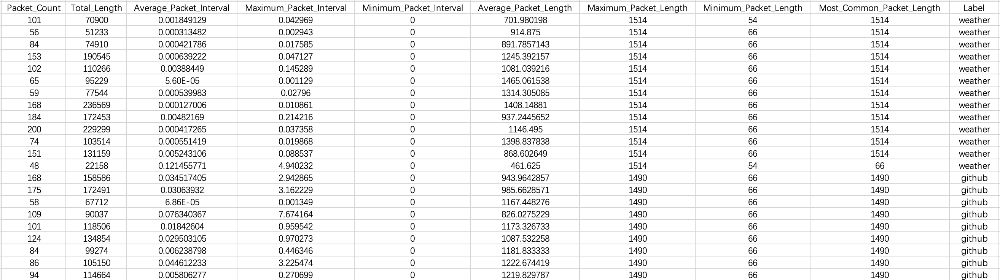 Packet_Count Total_Length Average_Packet_Interval Maximum_Packet_Interval Minimum_Packet_Interval Average_Packet_Length Maximum_Packet_Length Minimum_Packet_Length Most_Common_Packet_Length Label
101 70900 0.001849129 0.042969 0 701.980198 1514 54 1514 weather
56 51233 0.000313482 0.002943 0 914.875 1514 66 1514 weather
84 74910 0.000421786 0.017585 0 891.7857143 1514 66 1514 weather
153 190545 0.000639222 0.047127 0 1245.392157 1514 66 1514 weather
102 110266 0.00388449 0.145289 0 1081.039216 1514 66 1514 weather
65 95229 5.60E-05 0.001129 0 1465.061538 1514 66 1514 weather
59 77544 0.000539983 0.02796 0 1314.305085 1514 66 1514 weather
168 236569 0.000127006 0.010861 0 1408.14881 1514 66 1514 weather
184 172453 0.00482169 0.214216 0 937.2445652 1514 66 1514 weather
200 229299 0.000417265 0.037358 0 1146.495 1514 66 1514 weather
74 103514 0.000551419 0.019868 0 1398.837838 1514 66 1514 weather
151 131159 0.005243106 0.088537 0 868.602649 1514 66 1514 weather
48 22158 0.121455771 4.940232 0 461.625 1514 54 66 weather
168 158586 0.034517405 2.942865 0 943.9642857 1490 66 1490 github
175 172491 0.03063932 3.162229 0 985.6628571 1490 66 1490 github
58 67712 6.86E-05 0.001349 0 1167.448276 1490 66 1490 github
109 90037 0.076340367 7.674164 0 826.0275229 1490 66 1490 github
101 118506 0.01842604 0.959542 0 1173.326733 1490 66 1490 github
124 134854 0.029503105 0.970273 0 1087.532258 1490 66 1490 github
84 99274 0.006238798 0.446346 0 1181.833333 1490 66 1490 github
86 105150 0.044612233 3.225474 0 1222.674419 1490 66 1490 github
94 114664 0.005806277 0.270699 0 1219.829787 1490 66 1490 github